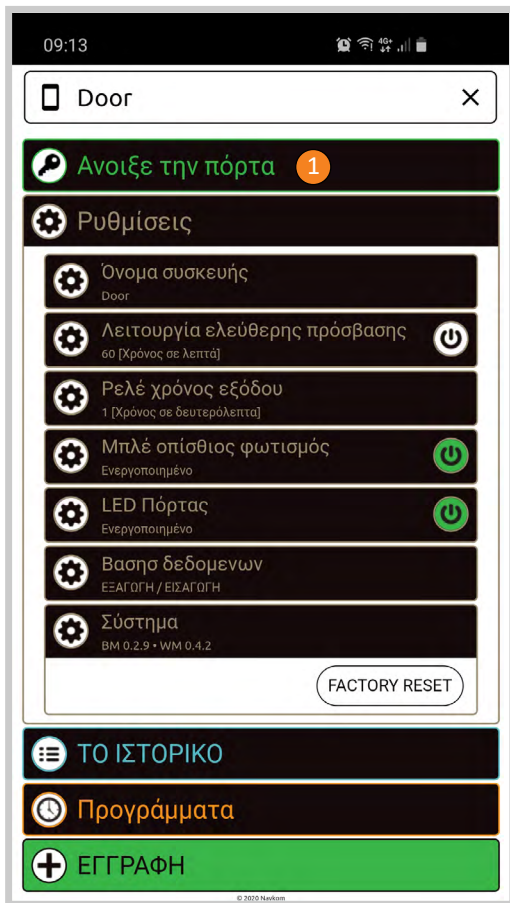 09:13 4G+
Door
Ανοιξε την πόρτα 1
Ρυθμίσεις
Όνομα συσκευής
Door
Λειτουργία ελεύθερης πρόσβασης
60 [Χρόνος σε λεπτά]
Ρελέ χρόνος εξόδου
1 [Χρόνος σε δευτερόλεπτα]
Μπλέ οπίσθιος φωτισμός
Ενεργοποιημένο
LED Πόρτας
Ενεργοποιημένο
Βασησ δεδομενων
ΕΞΑΓΩΓΗ / ΕΙΣΑΓΩΓΗ
Σύστημα
BM 0.2.9 • WM 0.4.2
FACTORY RESET
ΤΟ ΙΣΤΟΡΙΚΟ
Προγράμματα
ΕΓΓΡΑΦΗ
© 2020 Navkom